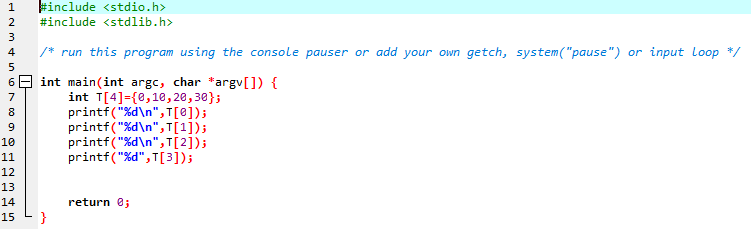 1 #include <stdio.h>
2 #include <stdlib.h>
3
4 /* run this program using the console pauser or add your own getch, system("pause") or input loop */
5
6 int main(int argc, char *argv[]) {
7 int T[4]={0,10,20,30};
8 printf("%d\n",T[0]);
9 printf("%d\n",T[1]);
10 printf("%d\n",T[2]);
11 printf("%d",T[3]);
12
13
14 return 0;
15 }